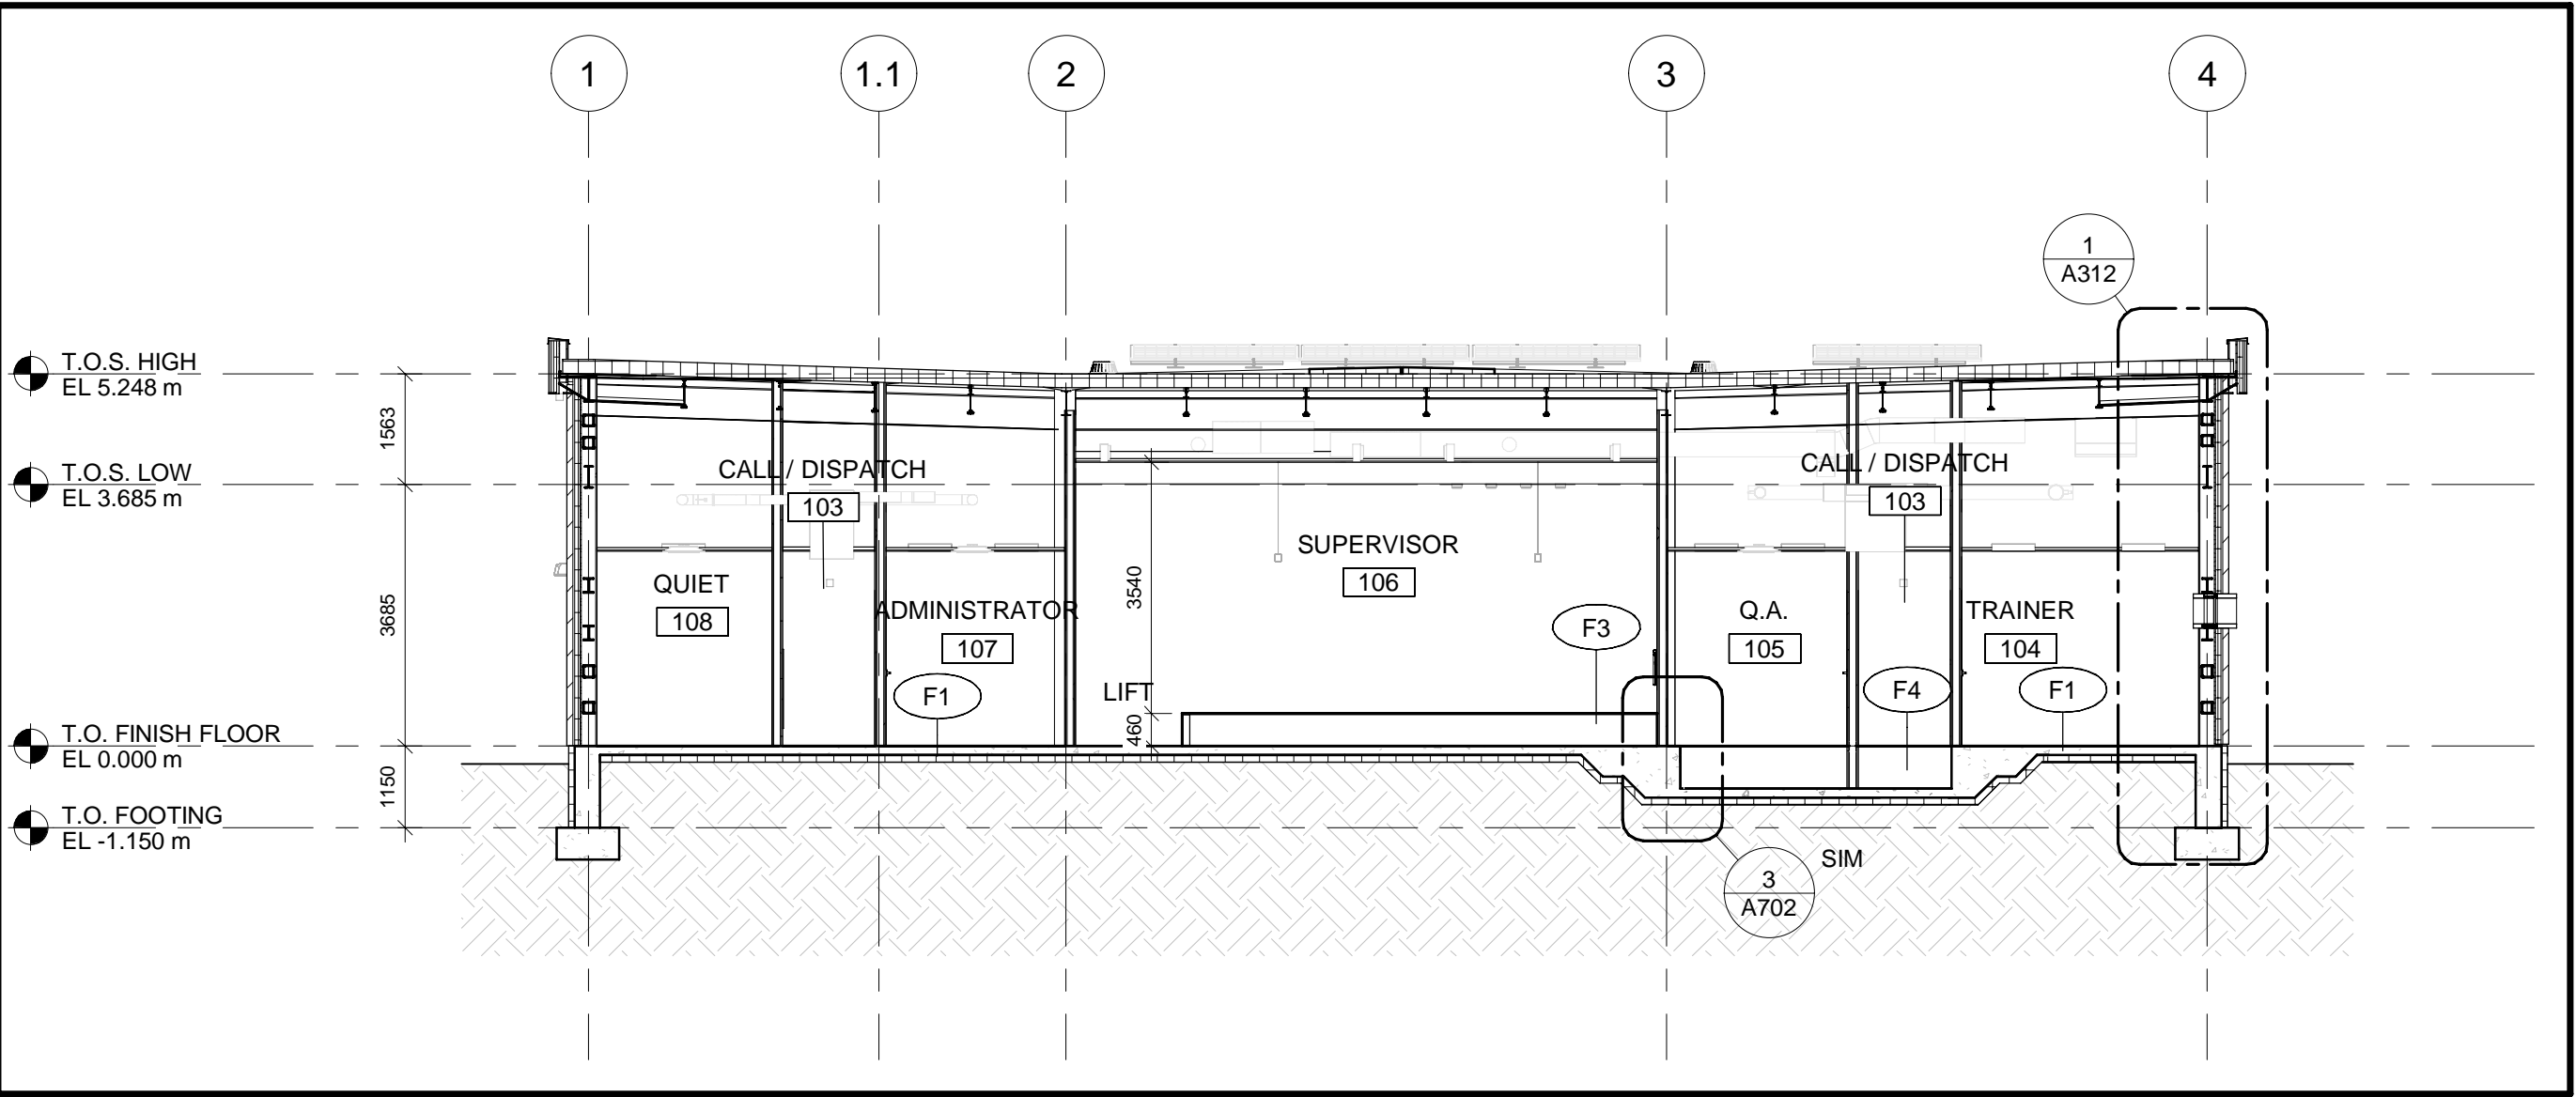 1
1.1
2
3
4
1
A312
T.O.S. HIGH
EL 5.248 m
1563
T.O.S. LOW
EL 3.685 m
CALL / DISPATCH
103
CALL / DISPATCH
103
SUPERVISOR
106
3540
QUIET
108
3685
ADMINISTRATOR
107
Q.A.
105
TRAINER
104
F3
F1
LIFT
F4
F1
460
T.O. FINISH FLOOR
EL 0.000 m
1150
T.O. FOOTING
EL -1.150 m
SIM
3
A702